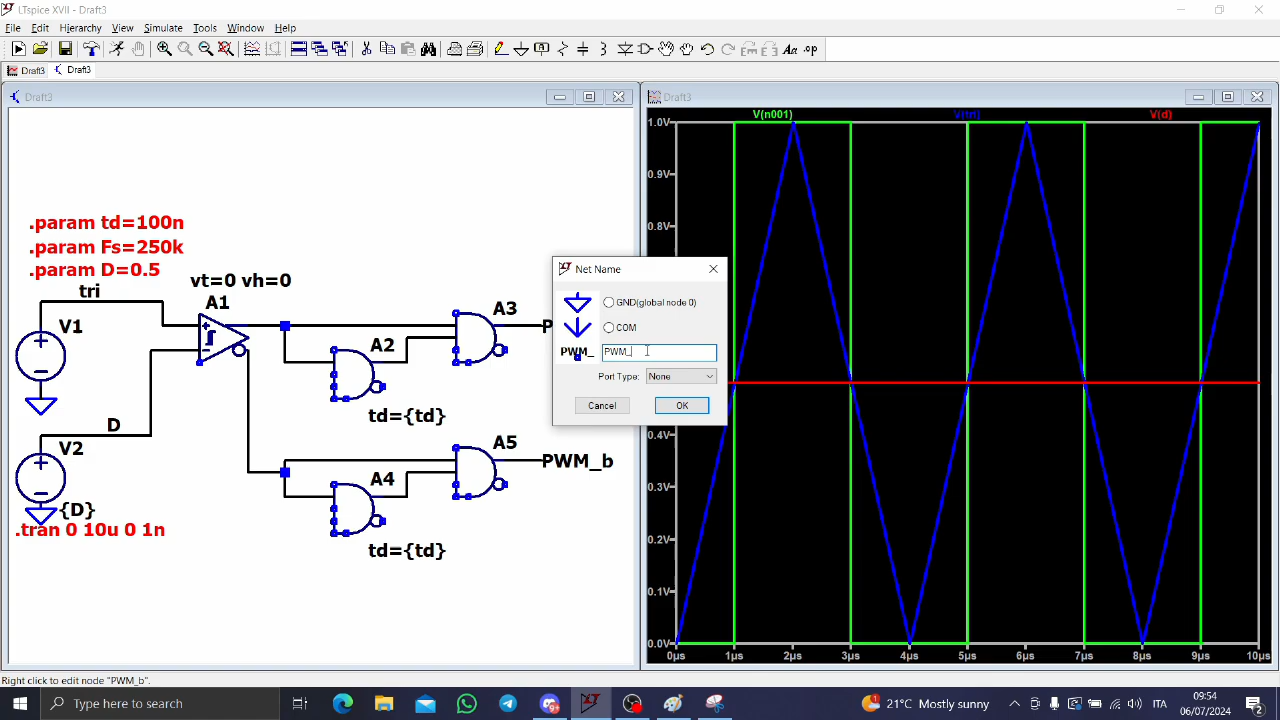 LTspice XVII - Draft3
File Edit Hierarchy View Simulate Tools Window Help
Draft3 Draft3
Draft3
.param td=100n
.param Fs=250k
.param D=0.5
tri
vt=0 vh=0
V1
A1
A2
A3
P
td={td}
D
V2
{D}
.tran 0 10u 0 1n
A4
A5
PWM_b
td={td}
Net Name
GND(global node 0)
COM
PWM_ PWM_
Port Type: None
Cancel OK
Draft3
V(n001) V(tri) V(d)
1.0V
0.9V
0.8V
0.4V
0.3V
0.2V
0.1V
0.0V
0µs 1µs 2µs 3µs 4µs 5µs 6µs 7µs 8µs 9µs 10µs
Right click to edit node "PWM_b".
Type here to search
21°C Mostly sunny
ITA
09:54
06/07/2024
2